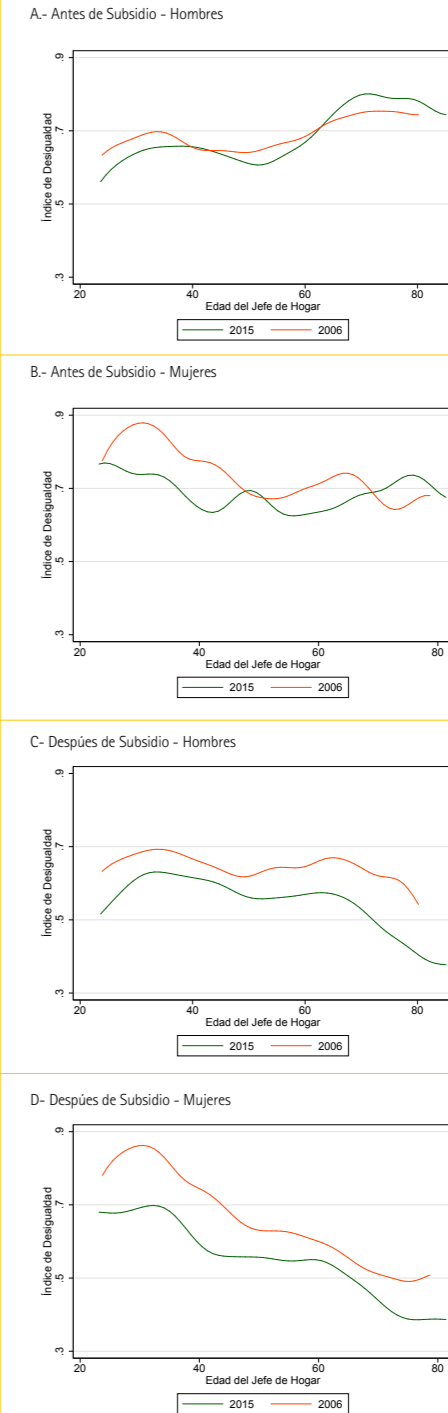 A.- Antes de Subsidio - Hombres
.9
.7
.5
.3
Índice de Desigualdad
20 40 60 80
Edad del Jefe de Hogar
2015 2006
B.- Antes de Subsidio - Mujeres
.9
.7
.5
.3
Índice de Desigualdad
20 40 60 80
Edad del Jefe de Hogar
2015 2006
C- Despúes de Subsidio - Hombres
.9
.7
.5
.3
Índice de Desigualdad
20 40 60 80
Edad del Jefe de Hogar
2015 2006
D- Despúes de Subsidio - Mujeres
.9
.7
.5
.3
Índice de Desigualdad
20 40 60 80
Edad del Jefe de Hogar
2015 2006